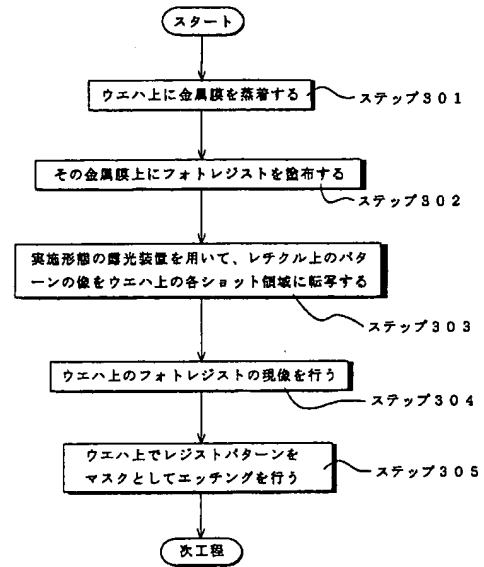 スタート
ウエハ上に金属膜を蒸着する
ステップ301
その金属膜上にフォトレジストを塗布する
ステップ302
実施形態の露光装置を用いて、レチクル上のパタ
ーンの像をウエハ上の各ショット領域に転写する
ステップ303
ウエハ上のフォトレジストの現像を行う
ステップ304
ウエハ上でレジストパターンを
マスクとしてエッチングを行う
ステップ305
次工程